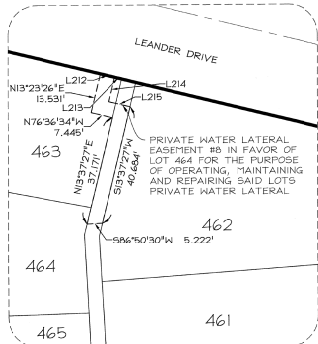 LEANDER DRIVE
L212
L214
N13°23'26"E
L215
L213
N76°36'34"W
7.445'
PRIVATE WATER LATERAL
EASEMENT #8 IN FAVOR OF
LOT 464 FOR THE PURPOSE
OF OPERATING, MAINTAINING
AND REPAIRING SAID LOTS
PRIVATE WATER LATERAL
463
N13°37'27"E
37.171'
S13°37'27"W
40.684'
462
S86°50'30"W 5.222'
464
461
465